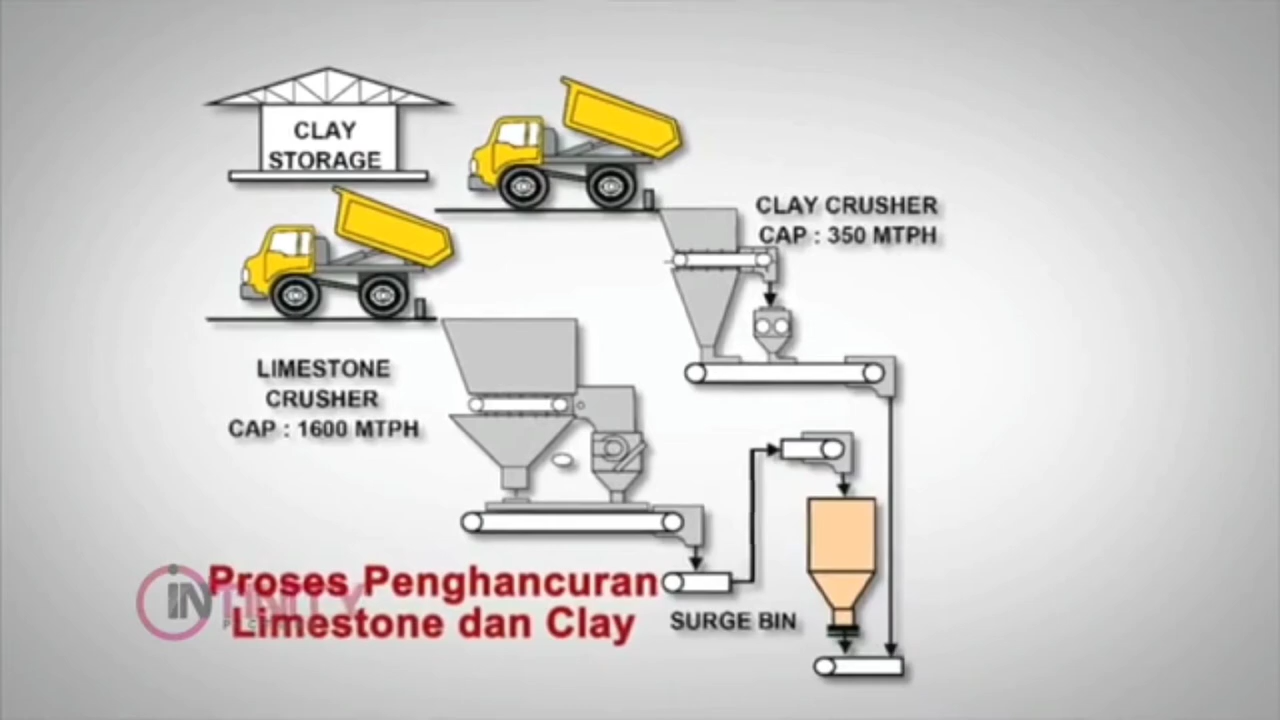 CLAY
STORAGE
CLAY CRUSHER
CAP : 350 MTPH
LIMESTONE
CRUSHER
CAP : 1600 MTPH
Proses Penghancuran
Limestone dan Clay
SURGE BIN
INFINITY